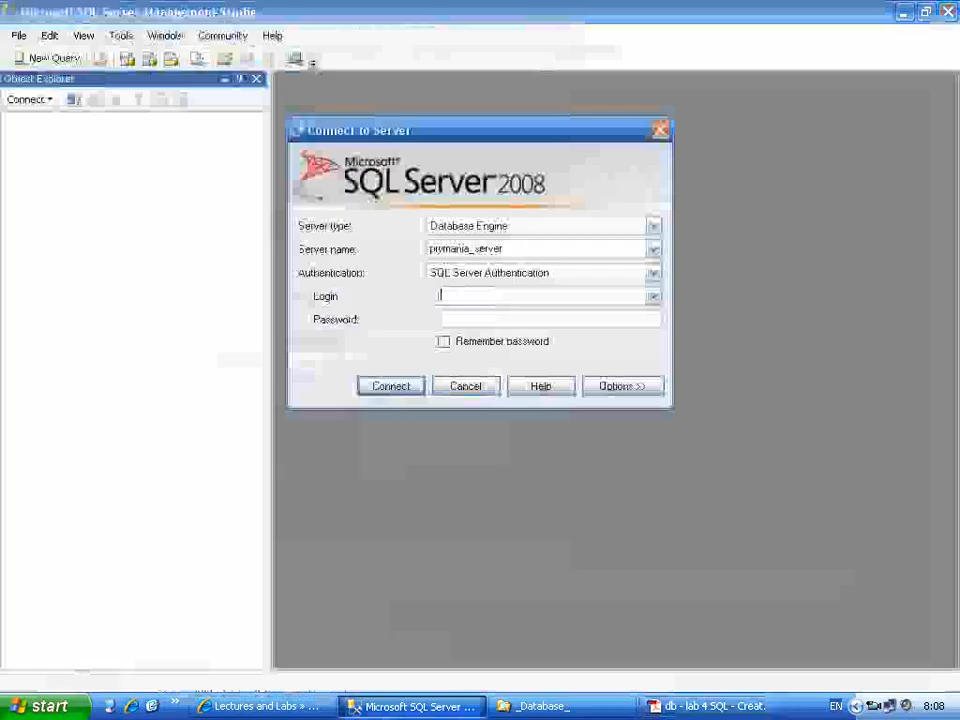 Microsoft SQL Server Management Studio
File Edit View Tools Window Community Help
New Query
Object Explorer
Connect
Connect to Server
Microsoft®
SQL Server 2008
Server type: Database Engine
Server name:
Authentication: SQL Server Authentication
Login
Password:
Remember password
Connect Cancel Help Options >>
start Lectures and Labs » ... Microsoft SQL Server ... _Database_ db - lab 4 SQL - Creat. EN 8:08